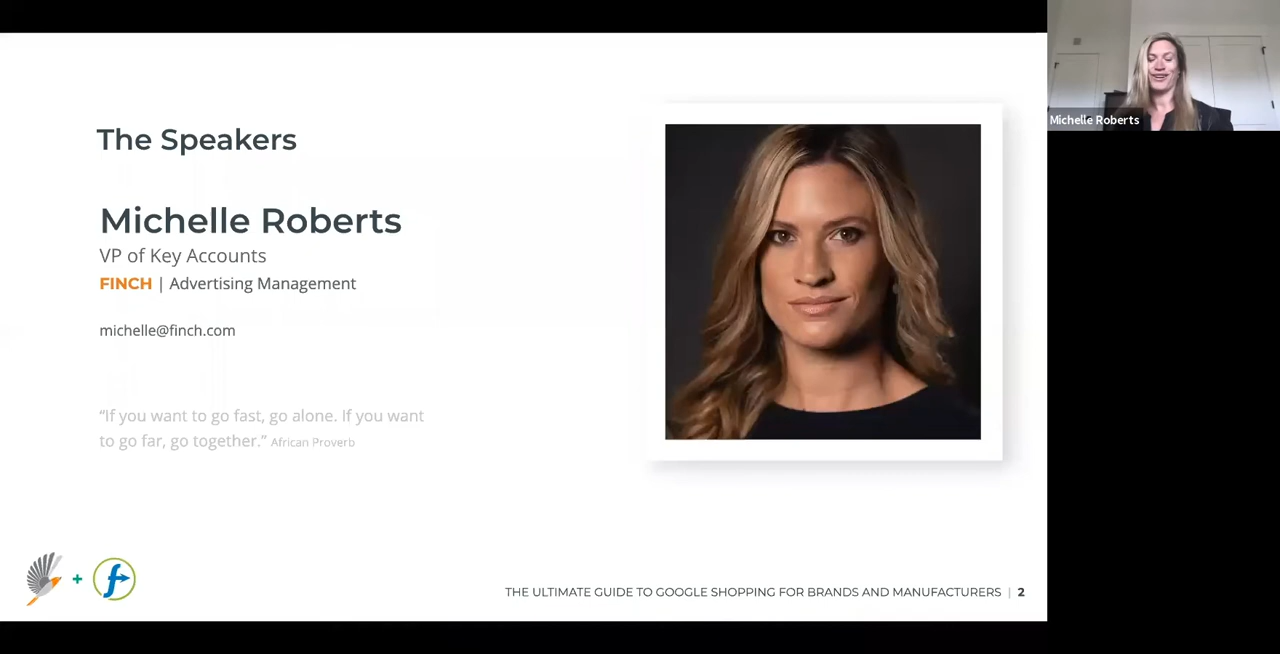 The Speakers
Michelle Roberts
VP of Key Accounts
FINCH | Advertising Management
michelle@finch.com
“If you want to go fast, go alone. If you want
to go far, go together.” African Proverb
THE ULTIMATE GUIDE TO GOOGLE SHOPPING FOR BRANDS AND MANUFACTURERS | 2
Michelle Roberts